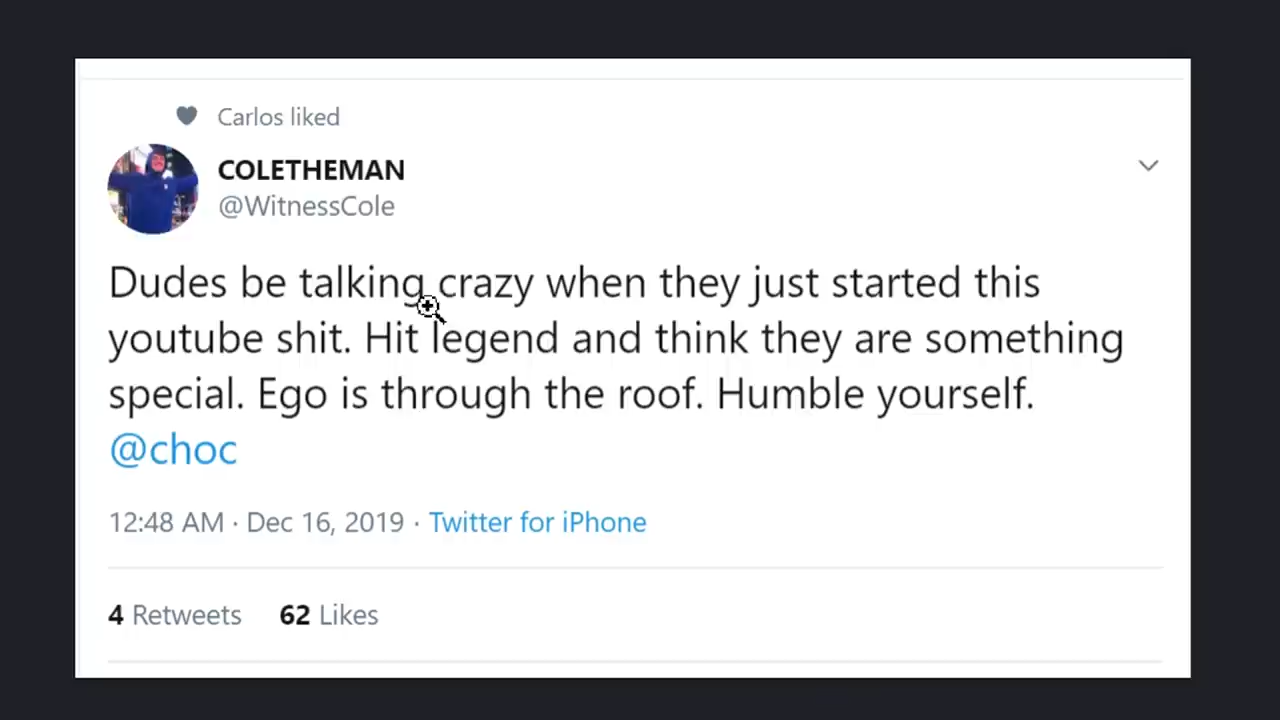 Carlos liked
COLETHEMAN
@WitnessCole
Dudes be talking crazy when they just started this
youtube shit. Hit legend and think they are something
special. Ego is through the roof. Humble yourself.
@choc
12:48 AM · Dec 16, 2019 · Twitter for iPhone
4 Retweets 62 Likes